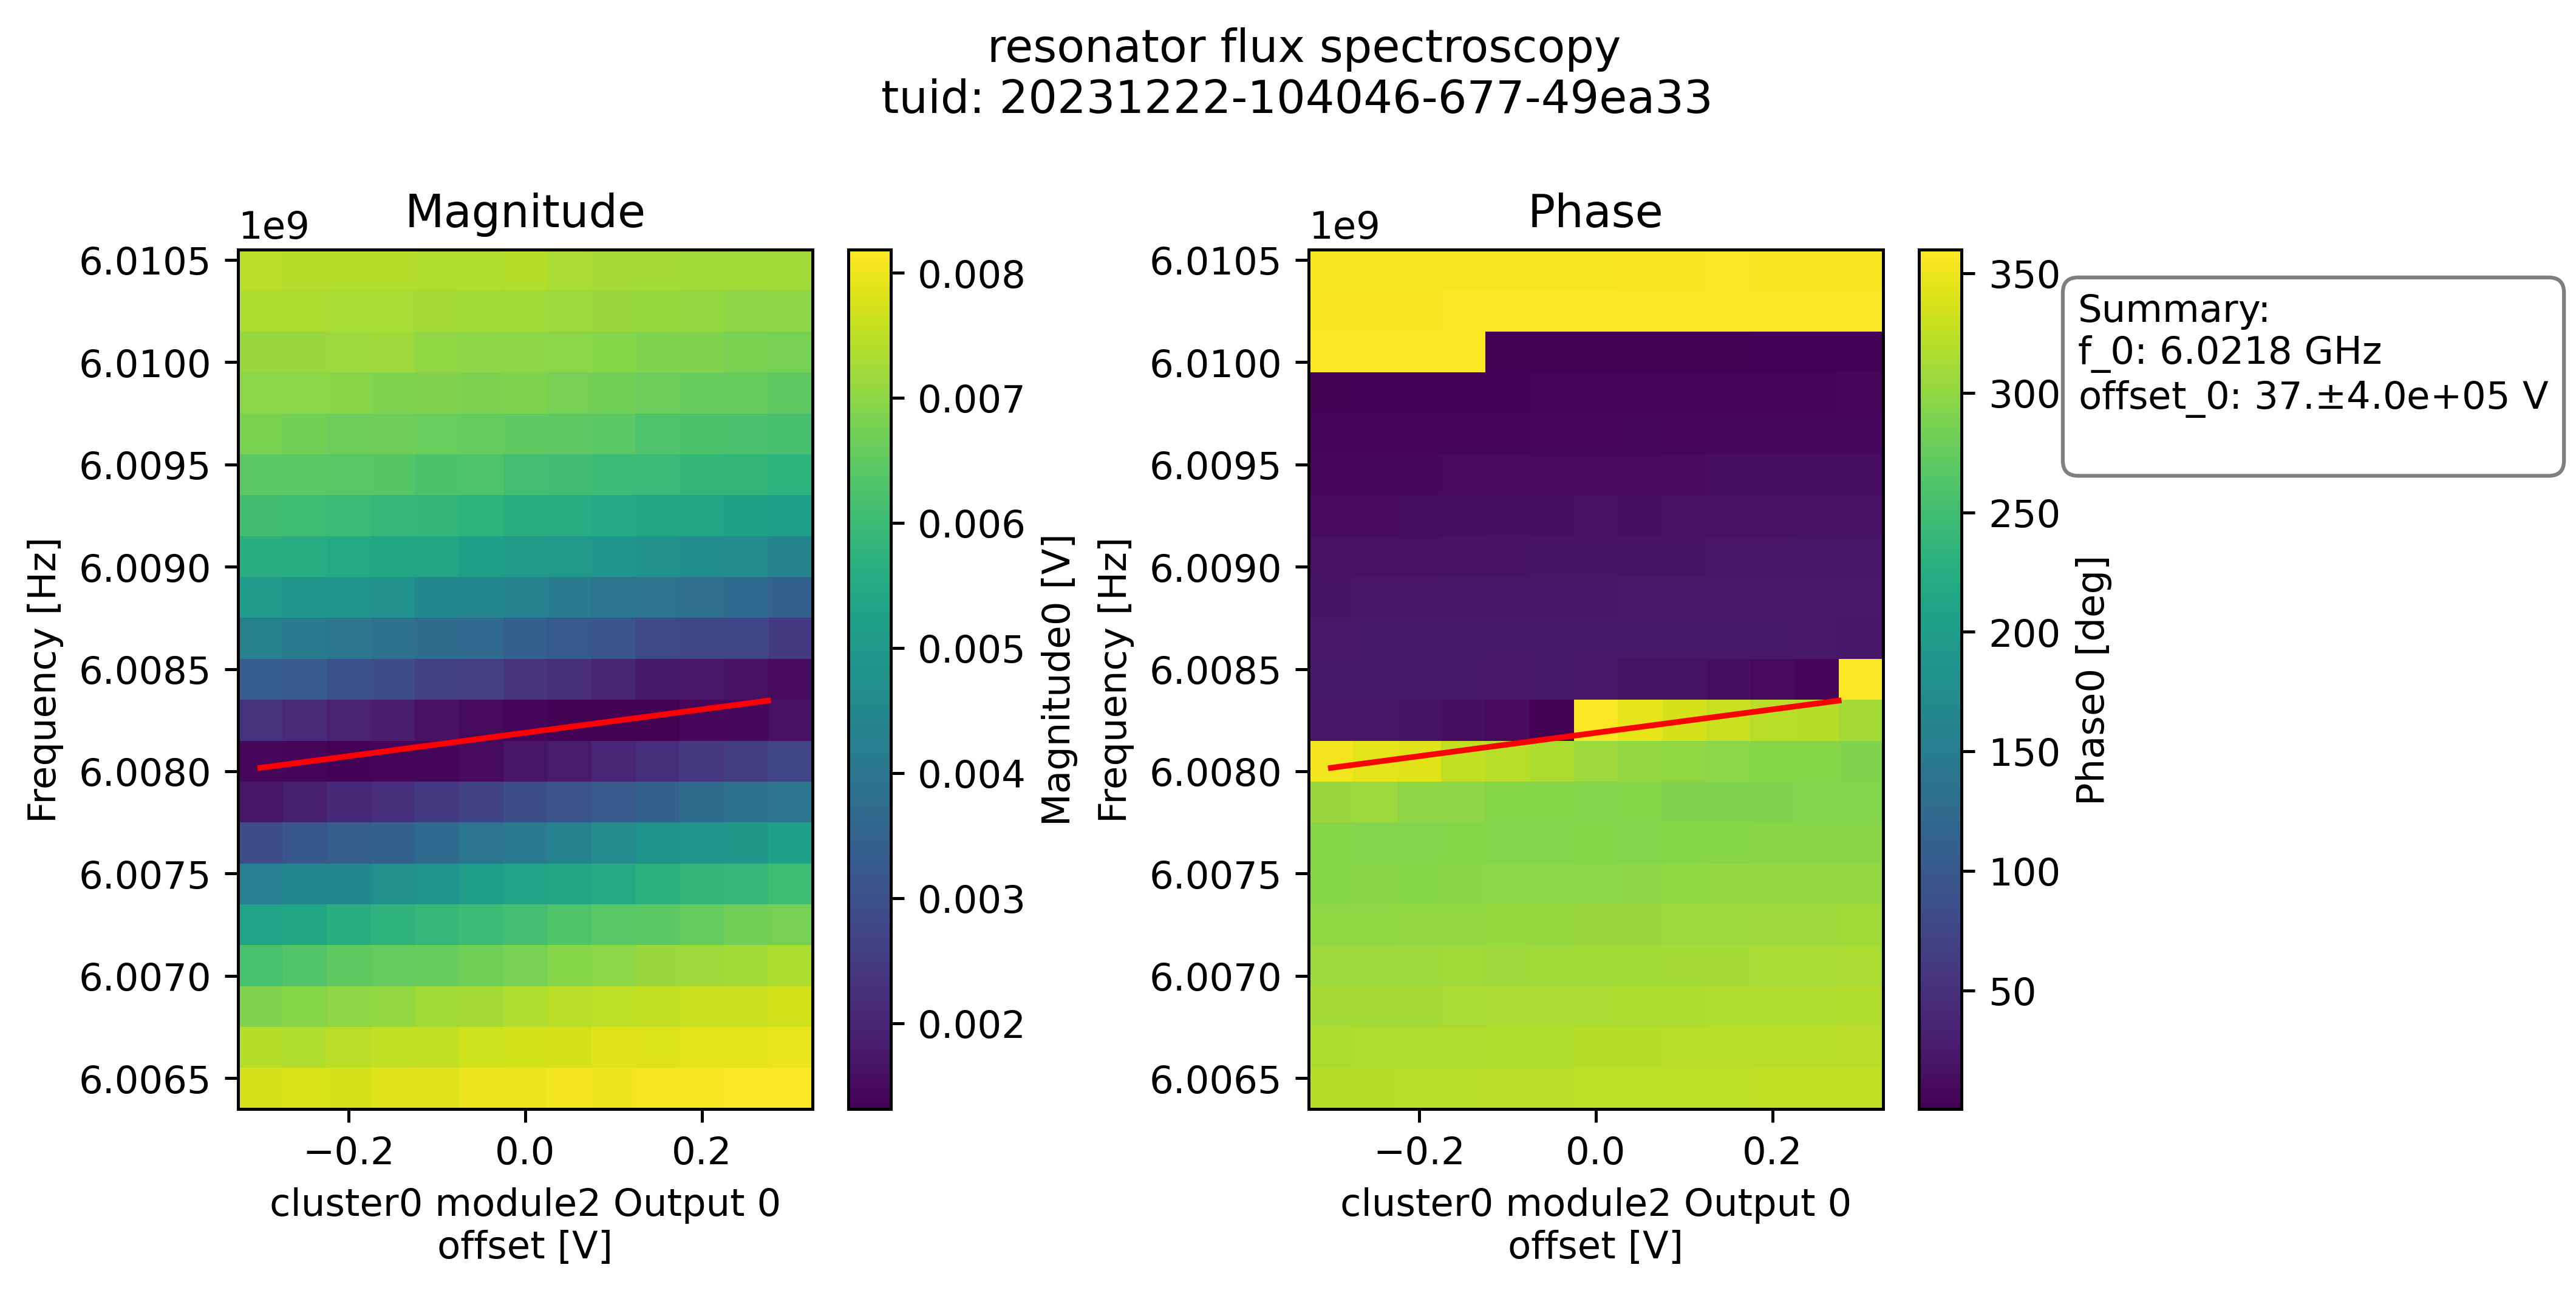 resonator flux spectroscopy
tuid: 20231222-104046-677-49ea33
Magnitude
1e9
6.0105
6.0100
6.0095
6.0090
6.0085
6.0080
6.0075
6.0070
6.0065
Frequency [Hz]
−0.2
0.0
0.2
cluster0 module2 Output 0
offset [V]
0.008
0.007
0.006
0.005
0.004
0.003
0.002
Magnitude0 [V]
Phase
1e9
6.0105
6.0100
6.0095
6.0090
6.0085
6.0080
6.0075
6.0070
6.0065
Frequency [Hz]
−0.2
0.0
0.2
cluster0 module2 Output 0
offset [V]
350
300
250
200
150
100
50
Phase0 [deg]
Summary:
f_0: 6.0218 GHz
offset_0: 37.±4.0e+05 V